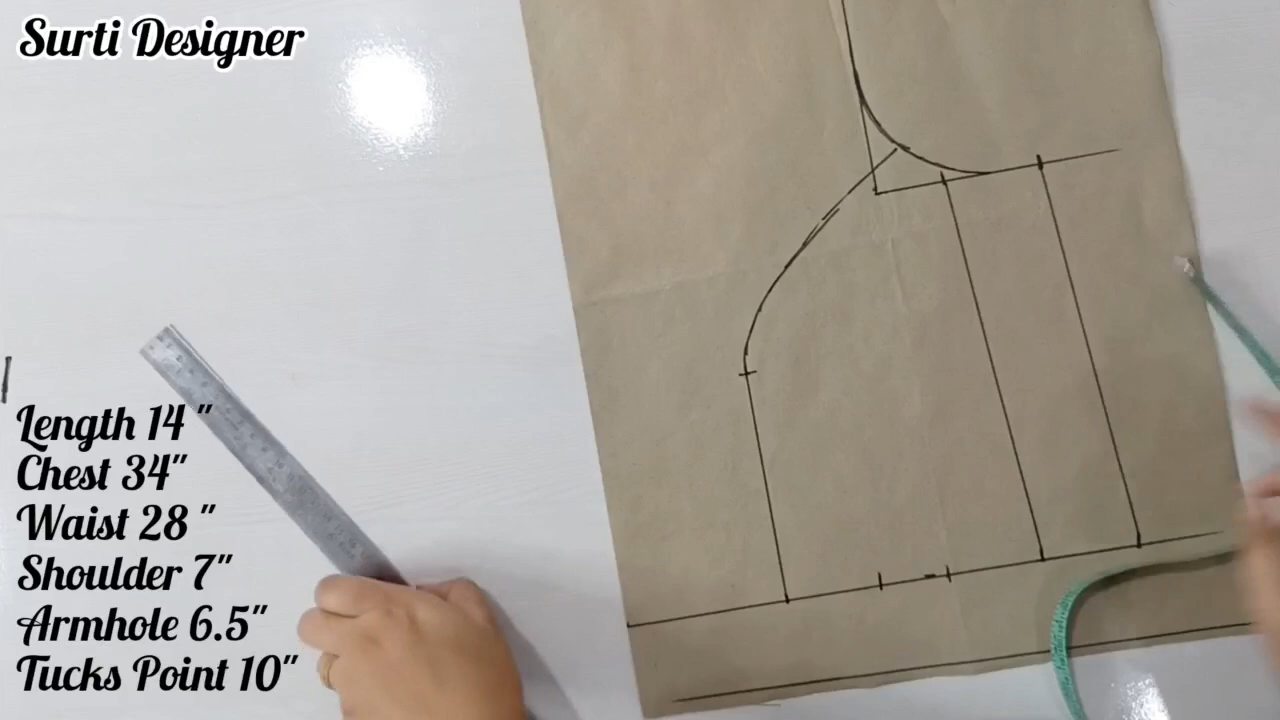 Surti Designer
Length 14 "
Chest 34"
Waist 28 "
Shoulder 7"
Armhole 6.5"
Tucks Point 10"